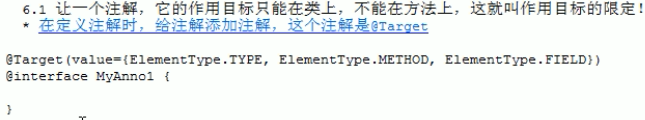 6.1 让一个注解，它的作用目标只能在类上，不能在方法上，这就叫作用目标的限定！
* 在定义注解时，给注解添加注解，这个注解是@Target
@Target(value={ElementType.TYPE, ElementType.METHOD, ElementType.FIELD})
@interface MyAnno1 {
}